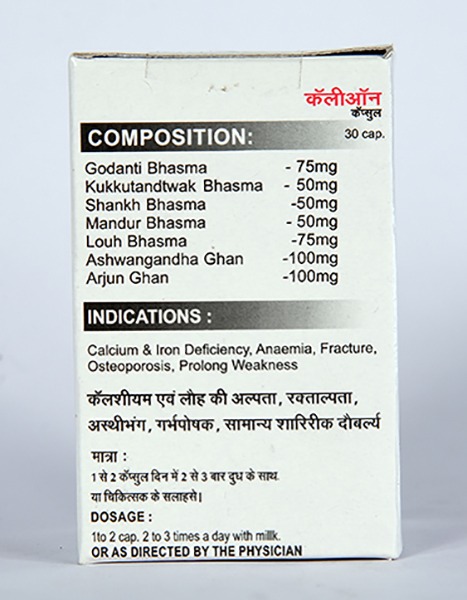 कॅलीऑन
कॅप्सुल
30 cap.
COMPOSITION:
Godanti Bhasma - 75mg
Kukkutandtwak Bhasma - 50mg
Shankh Bhasma -50mg
Mandur Bhasma - 50mg
Louh Bhasma -75mg
Ashwangandha Ghan -100mg
Arjun Ghan -100mg
INDICATIONS :
Calcium & Iron Deficiency, Anaemia, Fracture,
Osteoporosis, Prolong Weakness
कॅलशीयम एवं लौह की अल्पता, रक्ताल्पता,
अस्थीभंग, गर्भपोषक, सामान्य शारिरीक दौबर्ल्य
मात्रा :
1 से 2 कॅप्सुल दिन में 2 से 3 बार दुध के साथ
या चिकित्सक के सलाहसे।
DOSAGE :
1to 2 cap. 2 to 3 times a day with millk.
OR AS DIRECTED BY THE PHYSICIAN